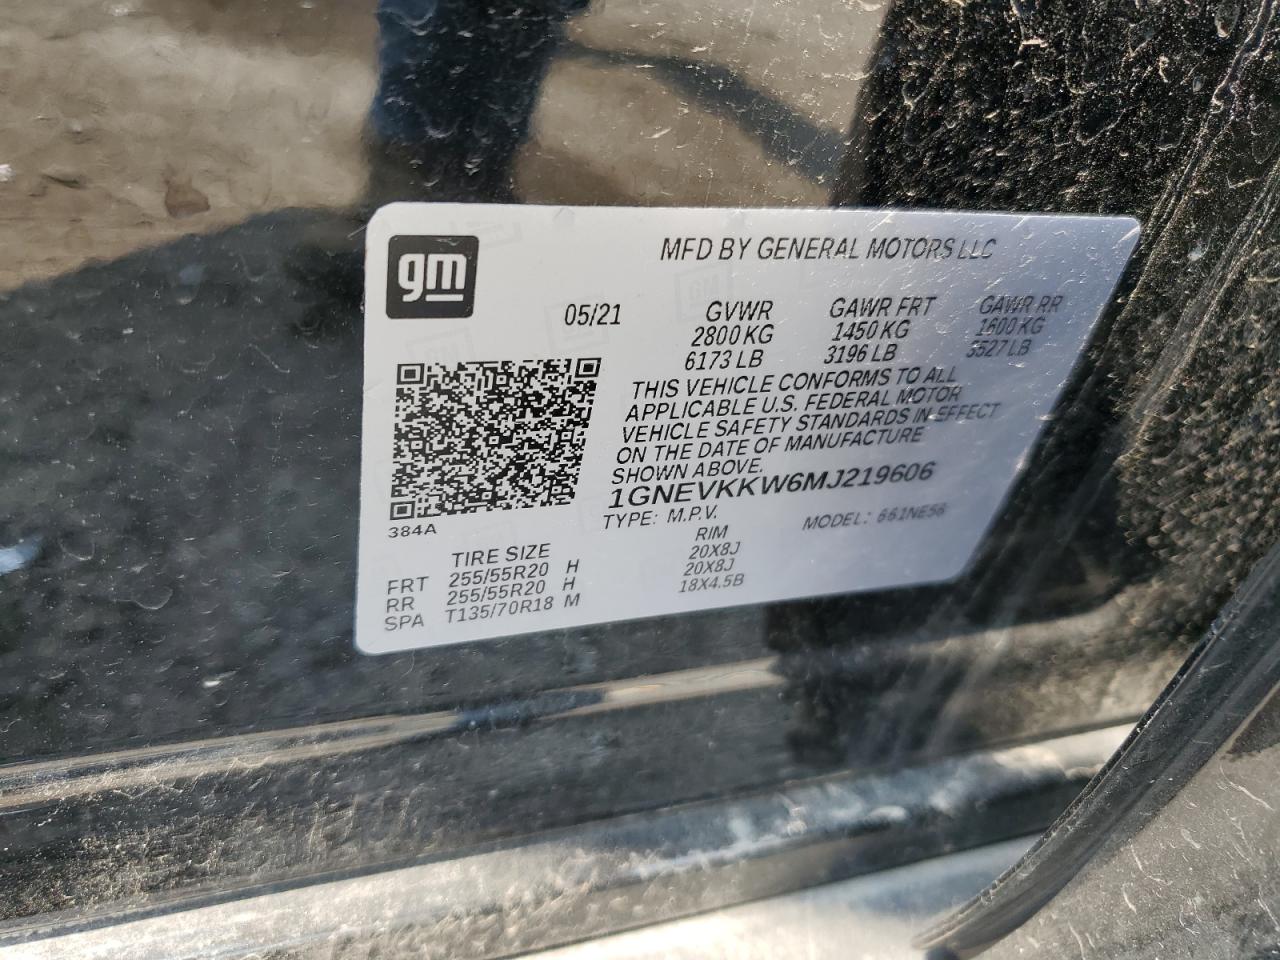 gm
MFD BY GENERAL MOTORS LLC
05/21 GVWR GAWR FRT GAWR RR
2800 KG 1450 KG 1600 KG
6173 LB 3196 LB 3527 LB
THIS VEHICLE CONFORMS TO ALL
APPLICABLE U.S. FEDERAL MOTOR
VEHICLE SAFETY STANDARDS IN EFFECT
ON THE DATE OF MANUFACTURE
SHOWN ABOVE.
1GNEVKKW6MJ219606
TYPE: M.P.V. MODEL: 661NE56
384A
TIRE SIZE RIM
FRT 255/55R20 H 20X8J
RR 255/55R20 H 20X8J
SPA T135/70R18 M 18X4.5B